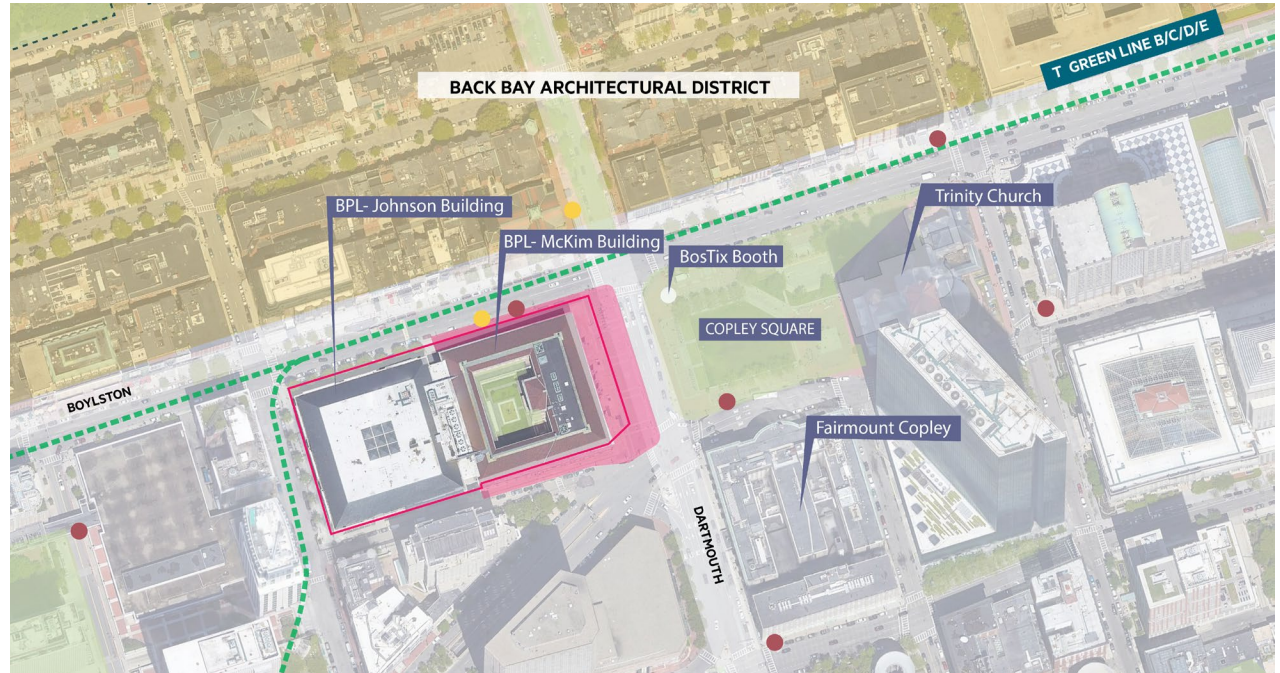 T GREEN LINE B/C/D/E
BACK BAY ARCHITECTURAL DISTRICT
BPL- Johnson Building
Trinity Church
BPL- McKim Building
BosTix Booth
COPLEY SQUARE
BOYLSTON
Fairmount Copley
DARTMOUTH